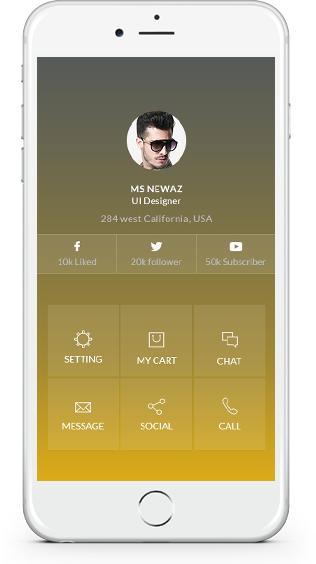 MS NEWAZ
UI Designer
284 west California, USA
10k Liked 20k follower 50k Subscriber
SETTING MY CART CHAT
MESSAGE SOCIAL CALL